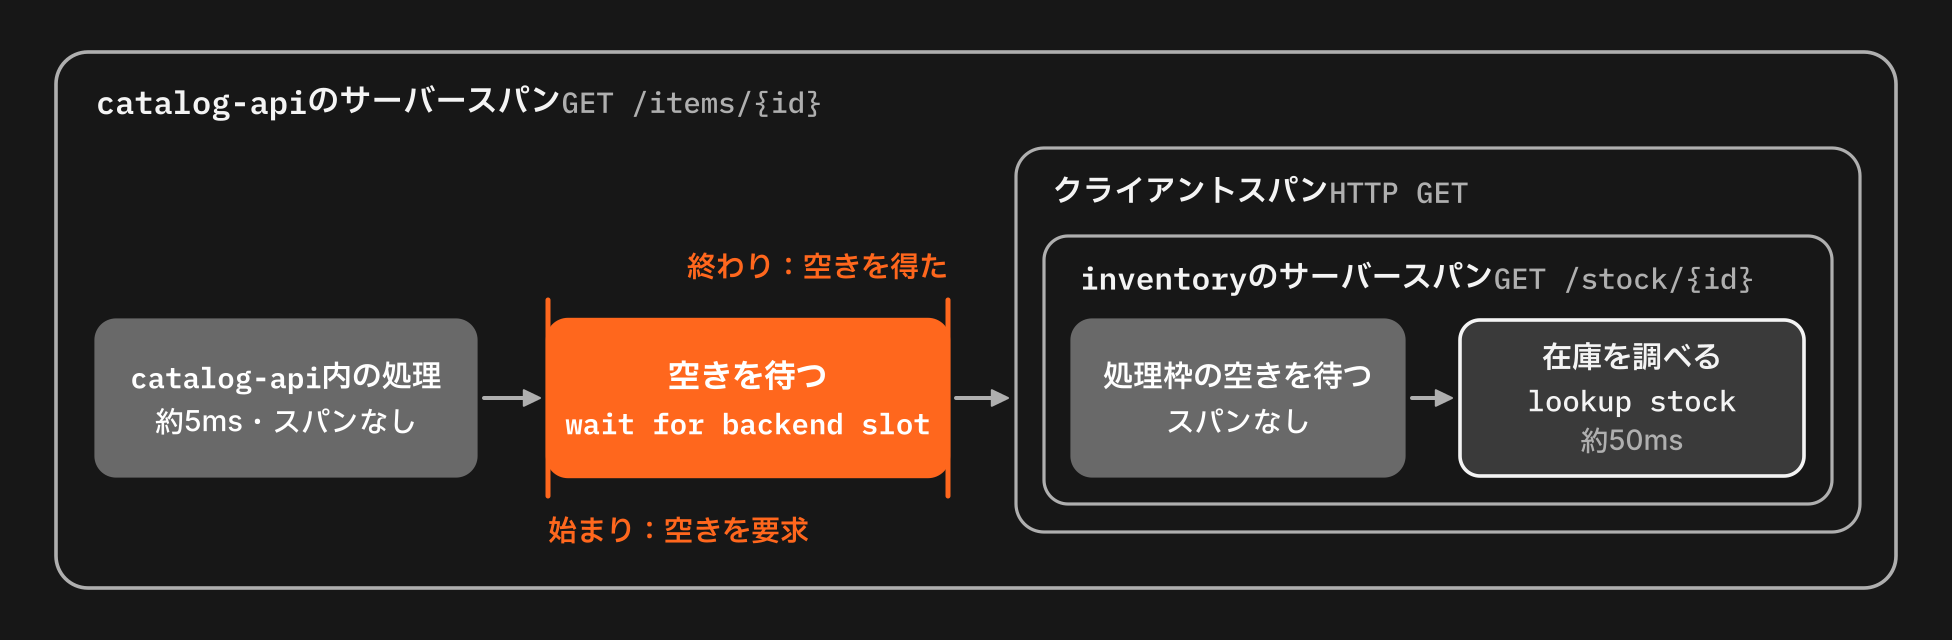 catalog-apiのサーバースパンGET /items/{id}
クライアントスパンHTTP GET
inventoryのサーバースパンGET /stock/{id}
終わり：空きを得た
catalog-api内の処理
約5ms・スパンなし
空きを待つ
wait for backend slot
処理枠の空きを待つ
スパンなし
在庫を調べる
lookup stock
約50ms
始まり：空きを要求